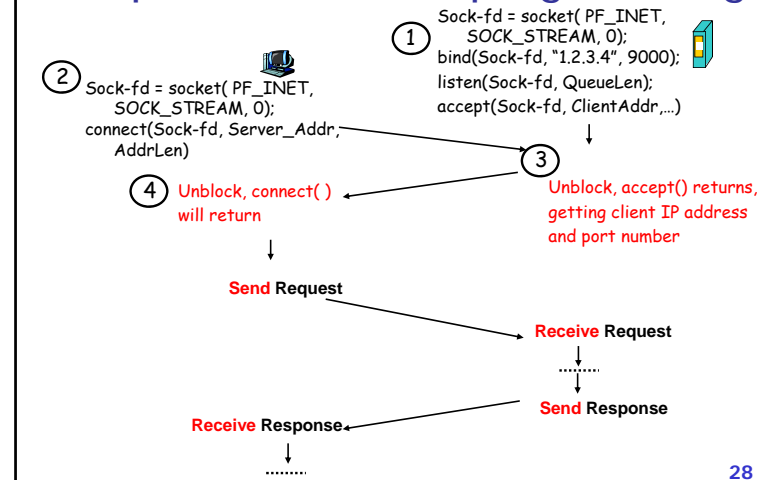 Sock-fd = socket( PF_INET,
1
SOCK_STREAM, 0);
bind(Sock-fd, “1.2.3.4”, 9000);
listen(Sock-fd, QueueLen);
accept(Sock-fd, ClientAddr,…)
2
Sock-fd = socket( PF_INET,
SOCK_STREAM, 0);
connect(Sock-fd, Server_Addr,
AddrLen)
3
Unblock, accept() returns,
getting client IP address
and port number
4
Unblock, connect( )
will return
Send Request
Receive Request
Send Response
Receive Response
28